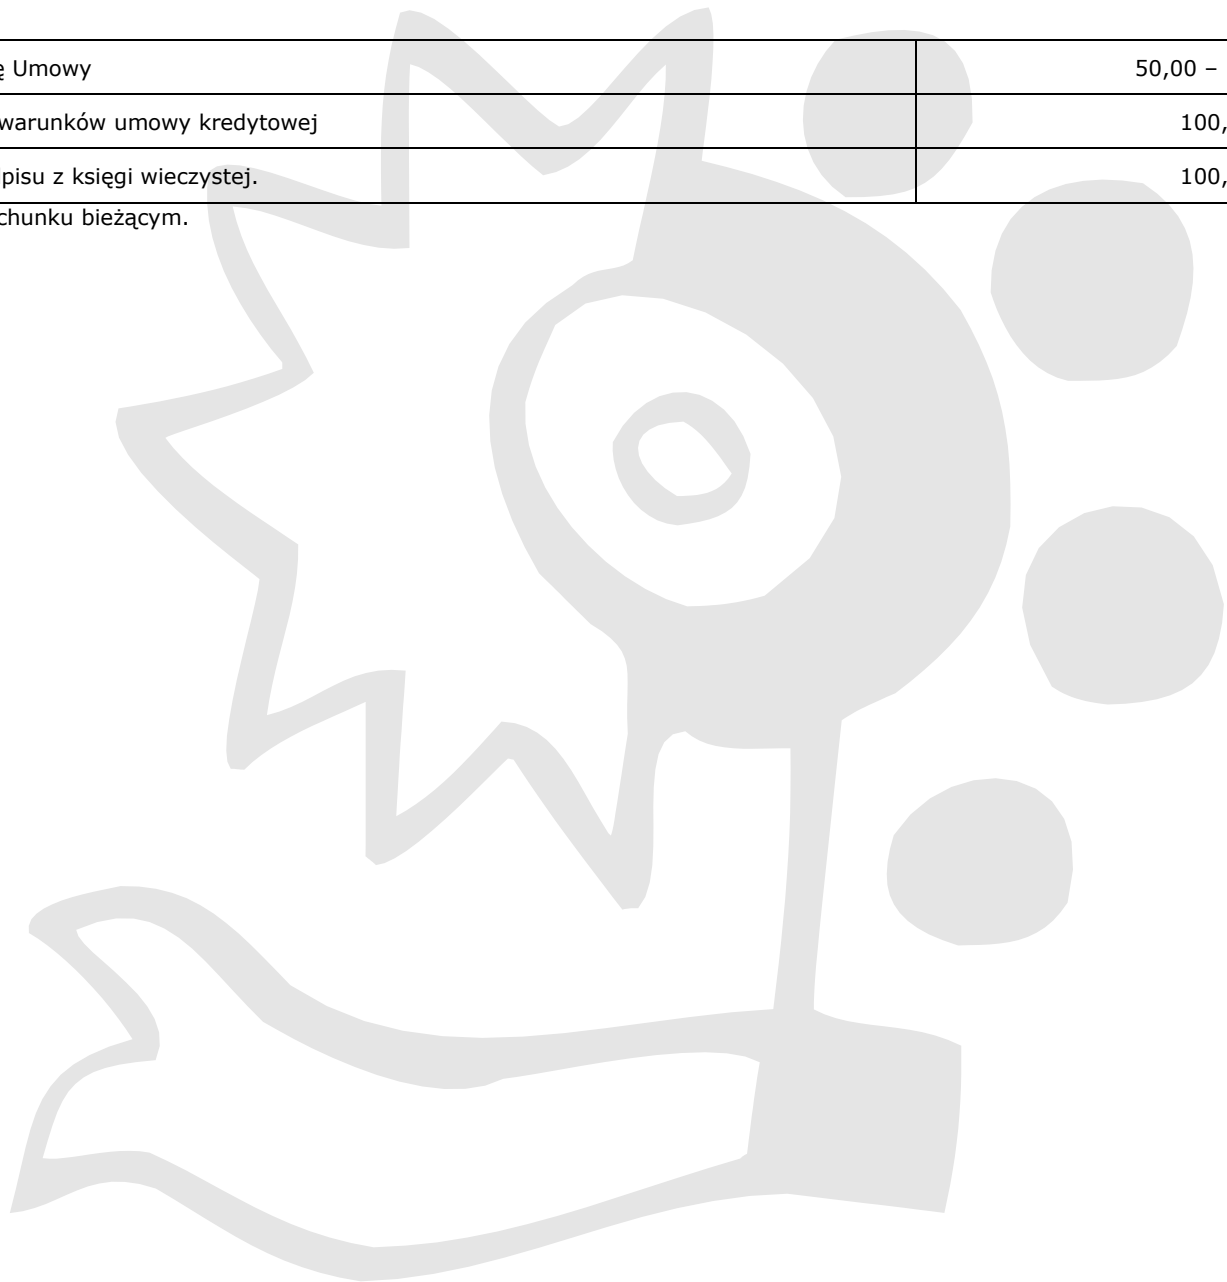 ę Umowy 50,00 –
warunków umowy kredytowej 100,
pisu z księgi wieczystej. 100,
chunku bieżącym.